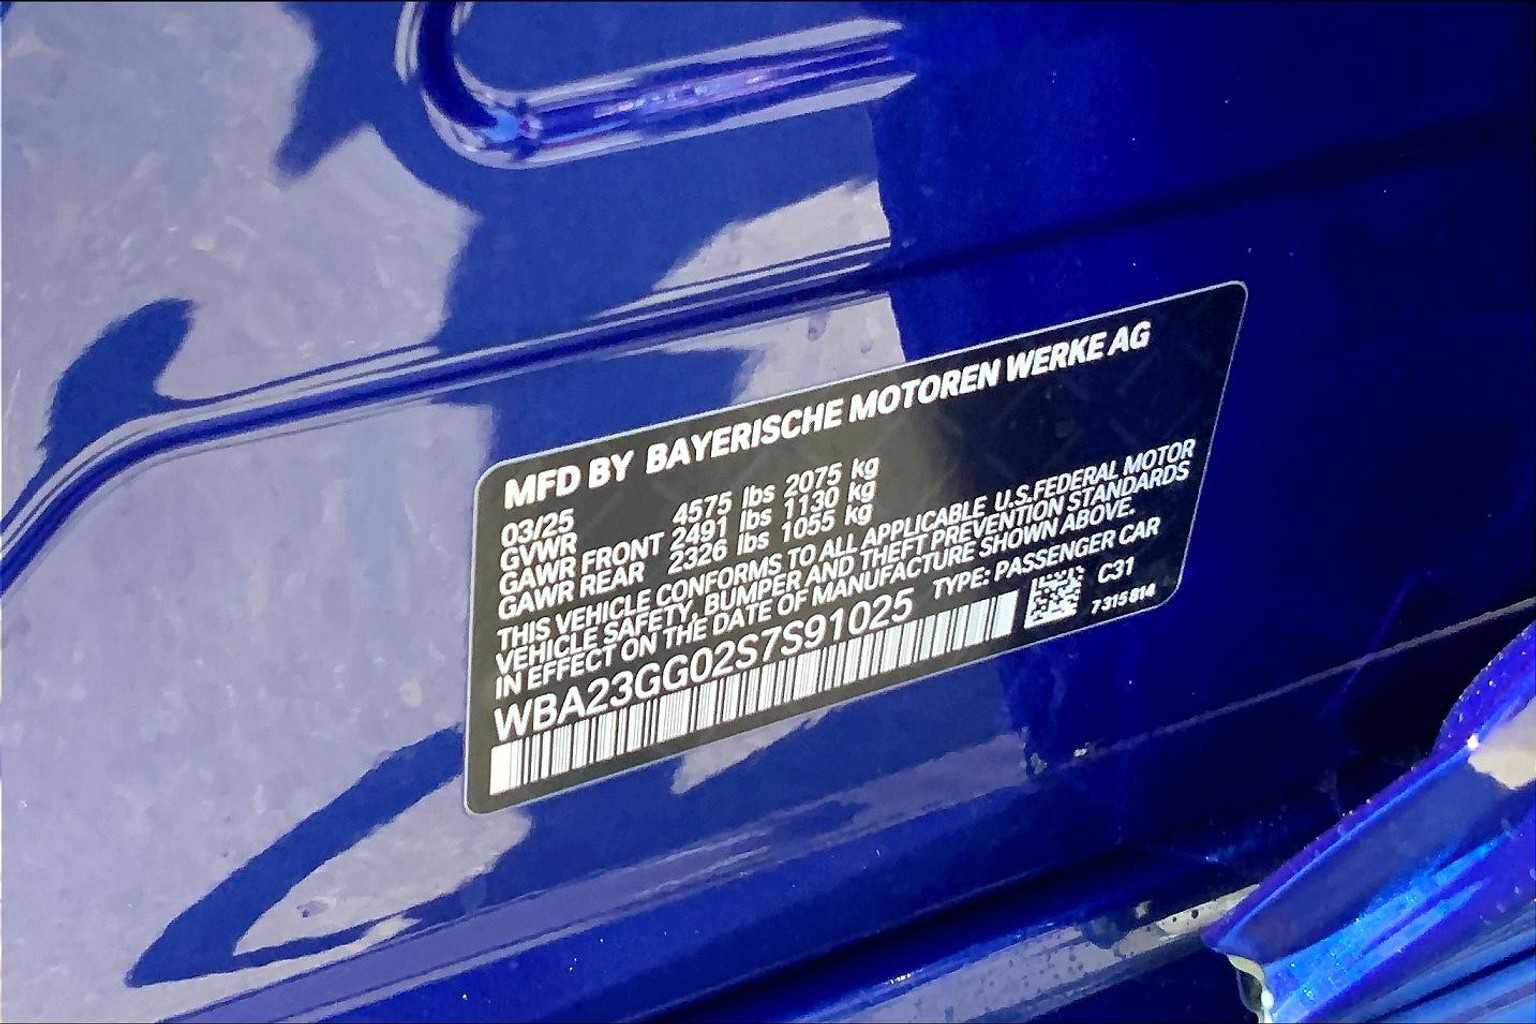 MFD BY BAYERISCHE MOTOREN WERKE AG
03/25
GVWR 4575 lbs 2075 kg
GAWR FRONT 2491 lbs 1130 kg
GAWR REAR 2326 lbs 1055 kg
THIS VEHICLE CONFORMS TO ALL APPLICABLE U.S.FEDERAL MOTOR
VEHICLE SAFETY, BUMPER AND THEFT PREVENTION STANDARDS
IN EFFECT ON THE DATE OF MANUFACTURE SHOWN ABOVE.
WBA23GG02S7S91025 TYPE: PASSENGER CAR
C31
7 315 814